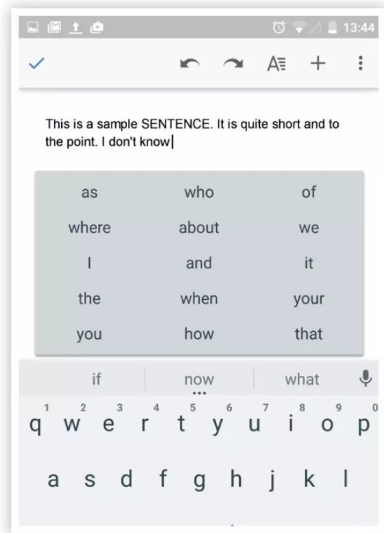 13:44
This is a sample SENTENCE. It is quite short and to
the point. I don't know
as who of
where about we
I and it
the when your
you how that
if now what
1 2 3 4 5 6 7 8 9 0
q w e r t y u i o p
a s d f g h j k l